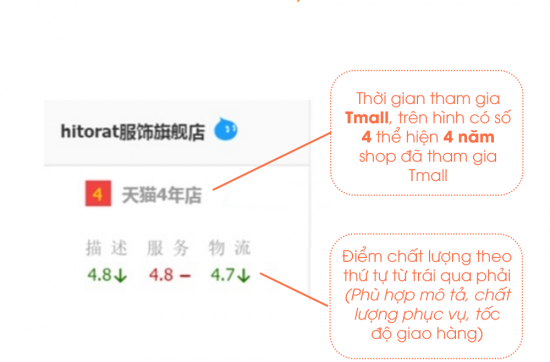 hitorat服饰旗舰店
4 天猫4年店
描述 服务 物流
4.8↓ 4.8− 4.7↓
Thời gian tham gia
Tmall, trên hình có số
4 thể hiện 4 năm
shop đã tham gia
Tmall
Điểm chất lượng theo
thứ tự từ trái qua phải
(Phù hợp mô tả, chất
lượng phục vụ, tốc
độ giao hàng)